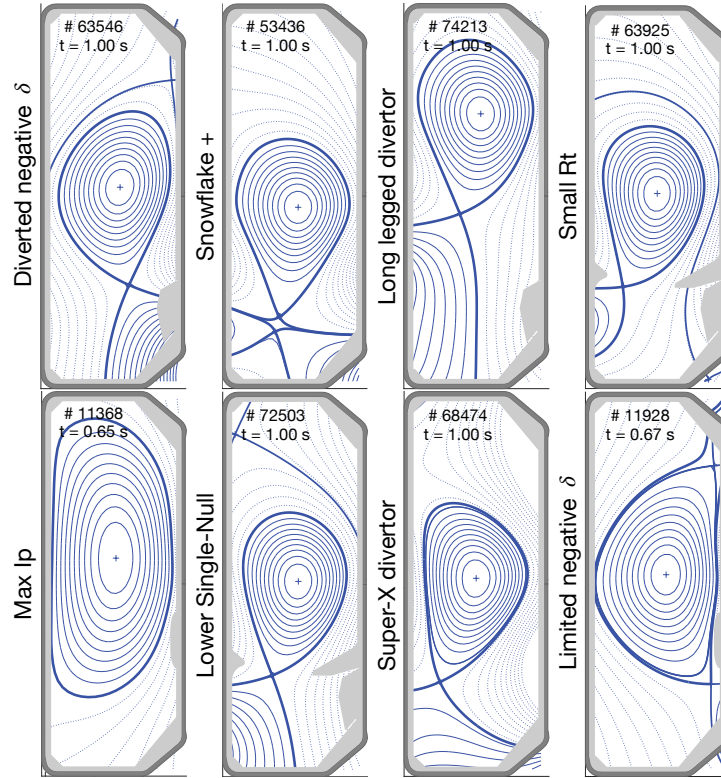 Diverted negative δ
# 63546
t = 1.00 s
Snowflake +
# 53436
t = 1.00 s
Long legged divertor
# 74213
t = 1.00 s
Small Rt
# 63925
t = 1.00 s
Max Ip
# 11368
t = 0.65 s
Lower Single-Null
# 72503
t = 1.00 s
Super-X divertor
# 68474
t = 1.00 s
Limited negative δ
# 11928
t = 0.67 s